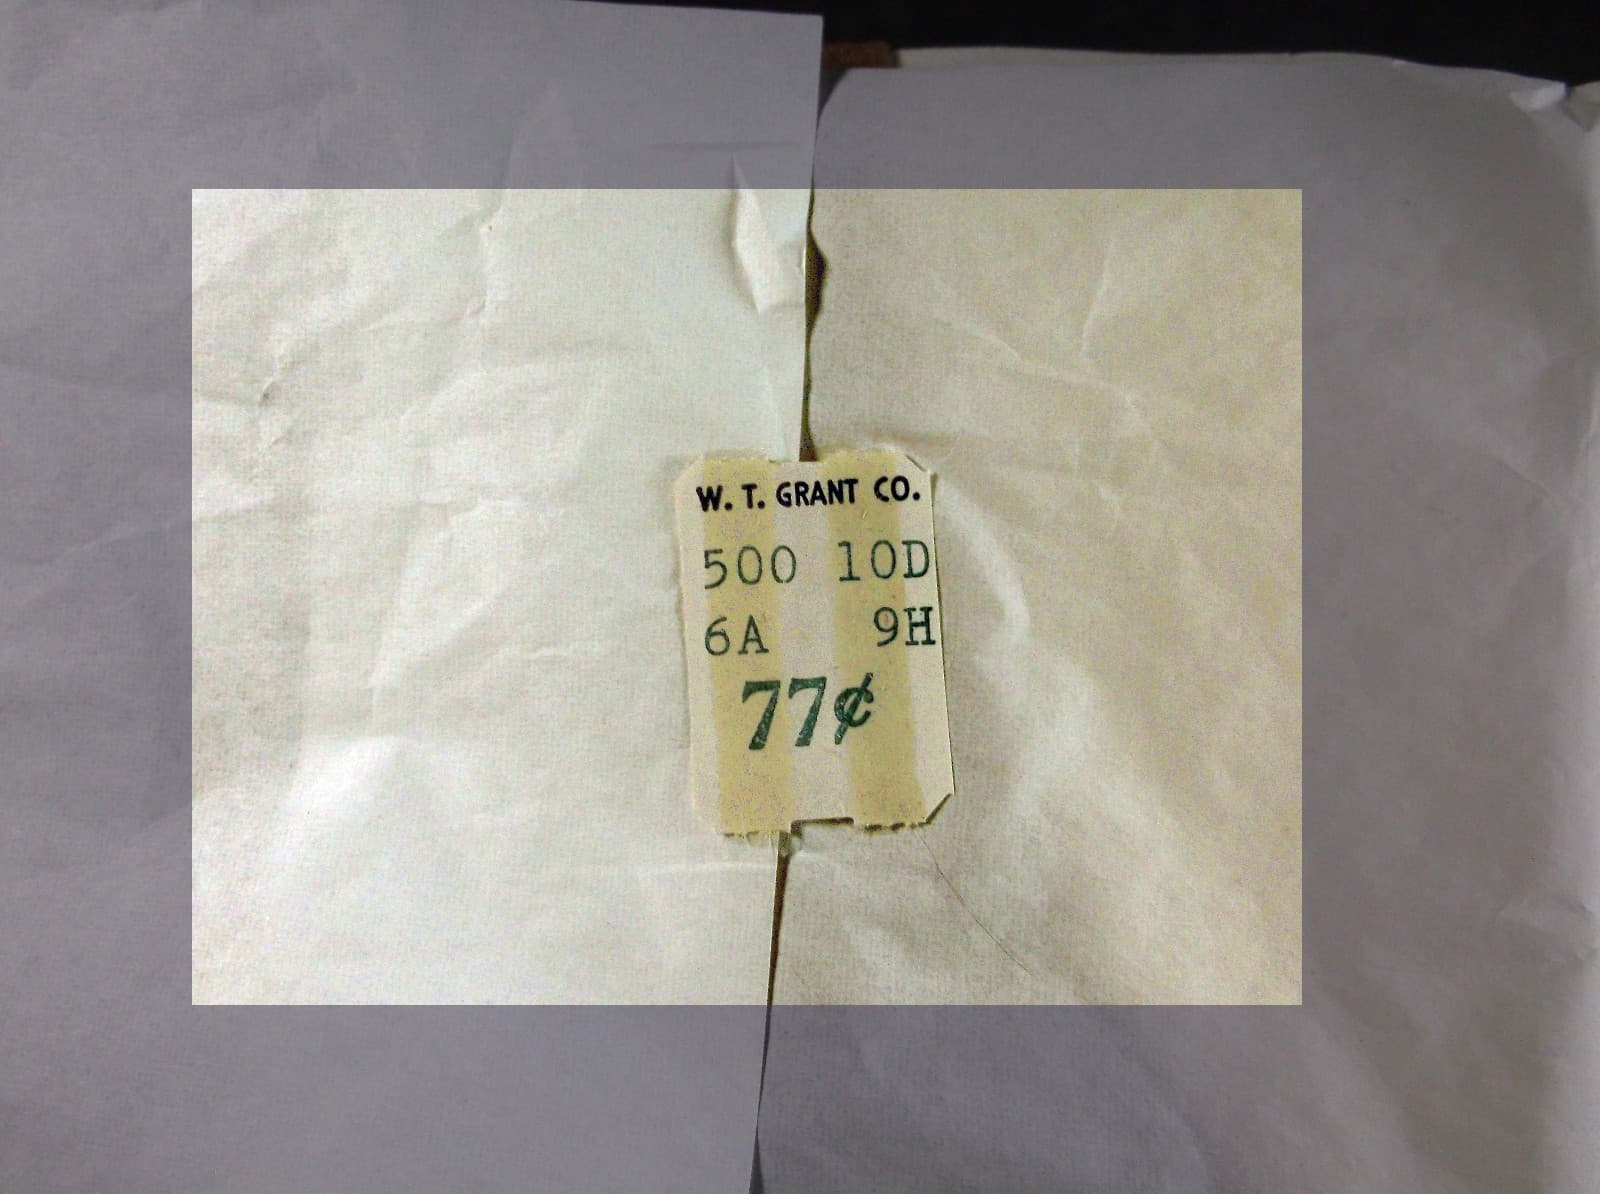 W. T. GRANT CO.
500 10D
6A 9H
77¢